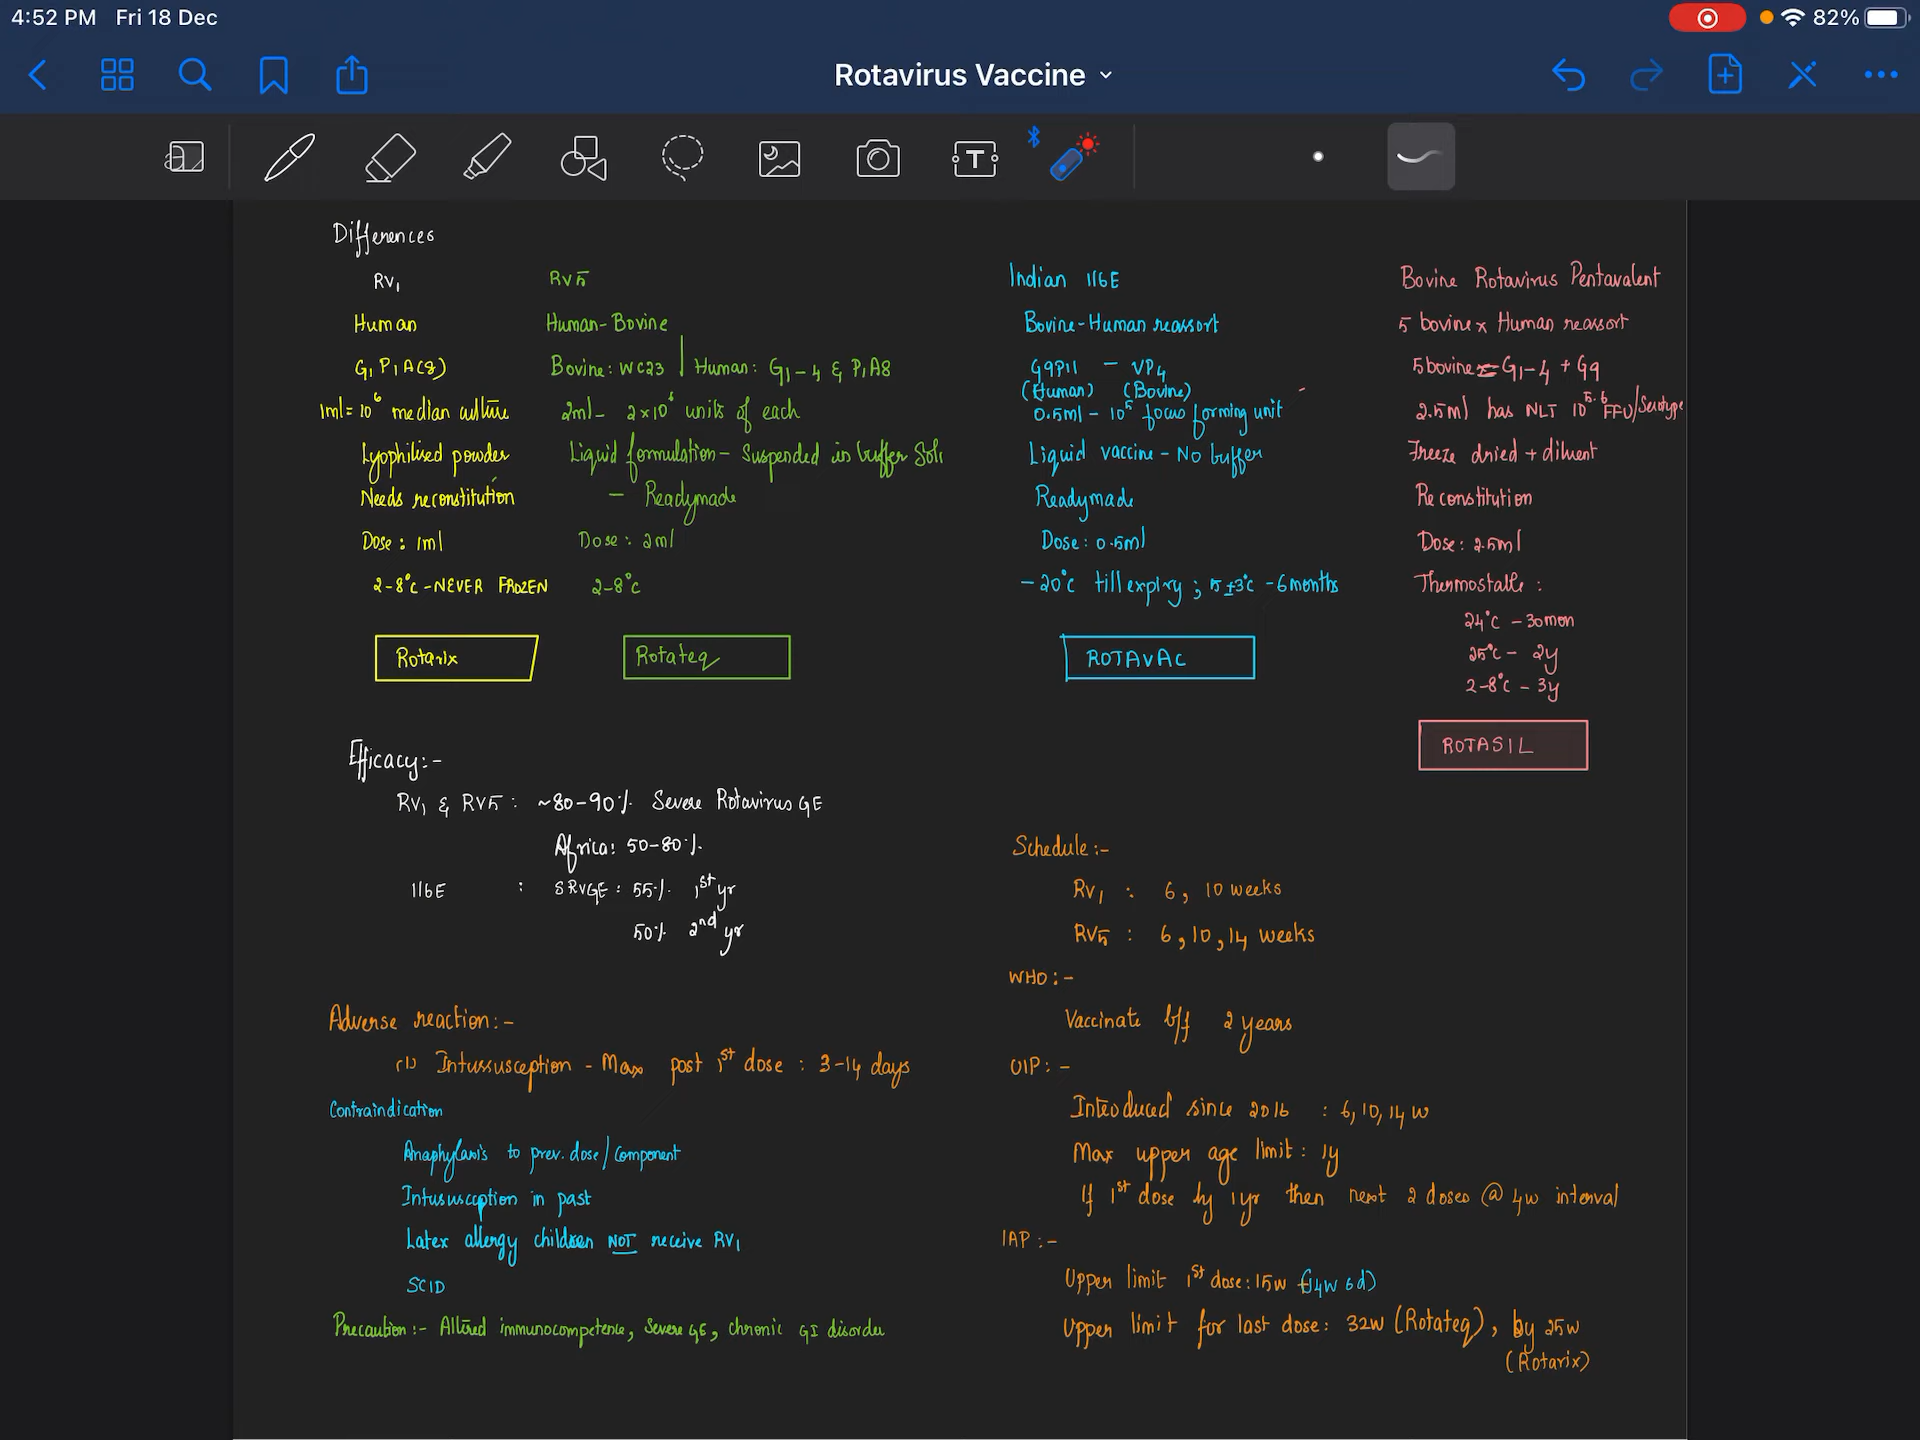 4:52 PM Fri 18 Dec
82%
Rotavirus Vaccine
T
Differences
RV1
Human
G1 P1A(8)
1ml = 10^6 median culture
Lyophilised powder
Needs reconstitution
Dose : 1ml
2-8°c - NEVER FROZEN
Rotarix
RV5
Human-Bovine
Bovine: WC23 Human: G1-4 & P1A8
2ml - 2x10^6 units of each
Liquid formulation - Suspended in buffer Soln
- Readymade
Dose : 2ml
2-8°c
Rotateq
Indian 116E
Bovine-Human reassort
G9P11 - VP4
(Human) (Bovine)
0.5ml - 10^5 focus forming unit
Liquid vaccine - No buffer
Readymade
Dose : 0.5ml
-20°c till expiry ; 5±3°c - 6 months
ROTAVAC
Bovine Rotavirus Pentavalent
5 bovine x Human reassort
5 bovine G1-4 + G9
2.5ml has NLT 10^5.6 FFU/Serotype
Freeze dried + diluent
Reconstitution
Dose : 2.5ml
Thermostable :
24°c - 30mon
25°c - 2y
2-8°c - 3y
ROTASIL
Efficacy:-
RV1 & RV5 : ~80-90% Severe Rotavirus GE
Africa: 50-80%
116E : SRVGE : 55% 1st yr
50% 2nd yr
Adverse reaction:-
(1) Intussusception - Max post 1st dose : 3-14 days
Contraindication
Anaphylaxis to prev. dose/component
Intususcption in past
Latex allergy children NOT receive RV1
SCID
Precaution:- Altered immunocompetence, Severe GE, chronic GI disorder
Schedule:-
RV1 : 6, 10 weeks
RV5 : 6, 10, 14 weeks
WHO:-
Vaccinate b/f 2 years
UIP:-
Introduced since 2016 : 6, 10, 14 w
Max upper age limit : 1y
If 1st dose by 1yr then next 2 doses @ 4w interval
IAP:-
Upper limit 1st dose : 15w (14w 6d)
Upper limit for last dose: 32w (Rotateq), by 25w
(Rotarix)